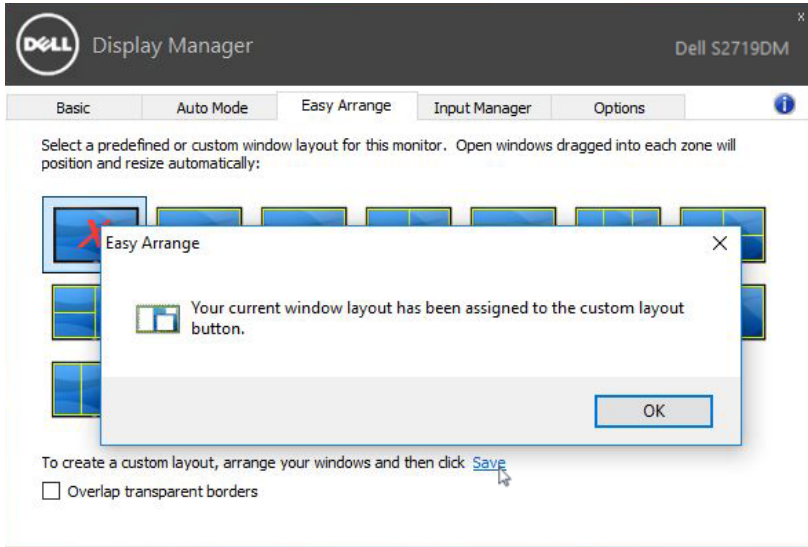 x
DELL
Display Manager
Dell S2719DM
Basic
Auto Mode
Easy Arrange
Input Manager
Options
i
Select a predefined or custom window layout for this monitor. Open windows dragged into each zone will
position and resize automatically:
X
Easy Arrange
Your current window layout has been assigned to the custom layout
button.
OK
To create a custom layout, arrange your windows and then click Save
Overlap transparent borders